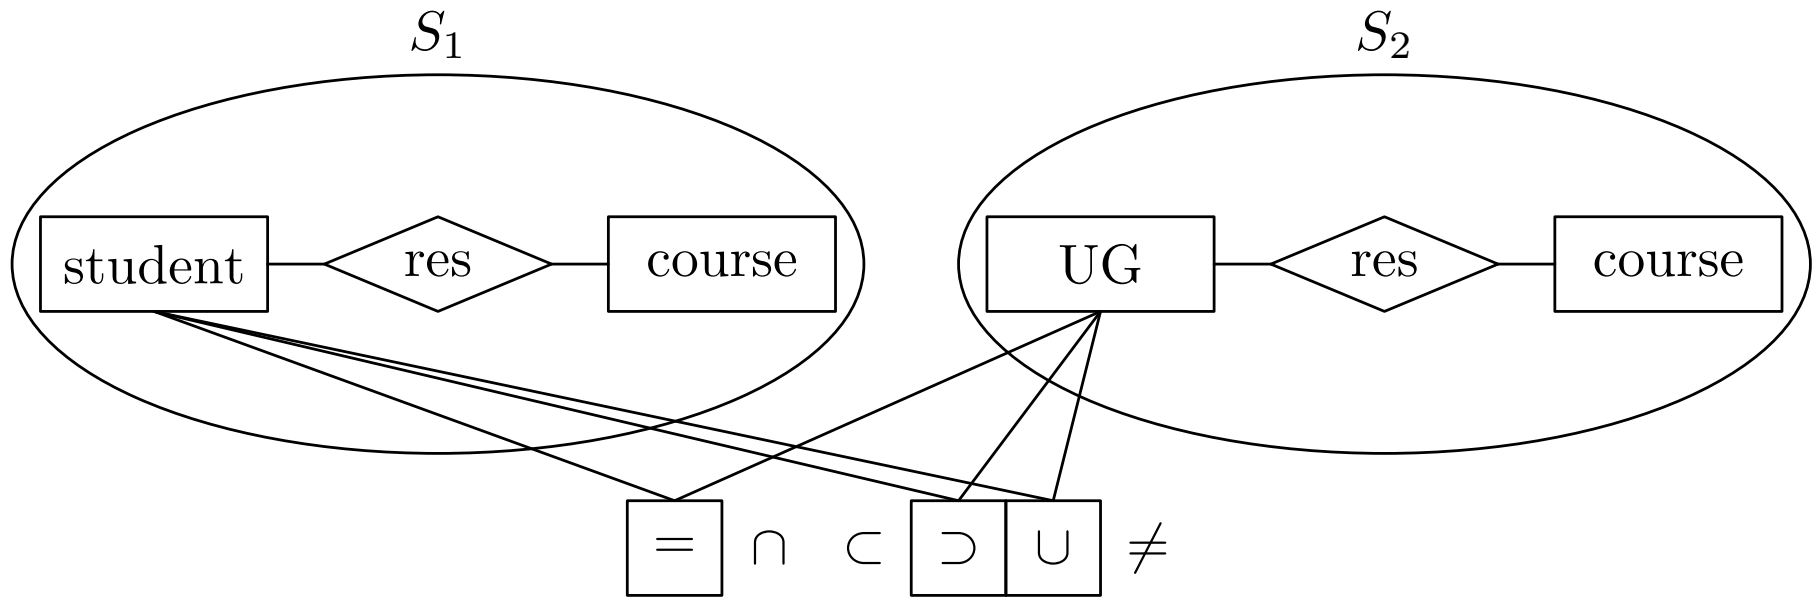 S₁ S₂
student res course UG res course
= ∩ ⊂ ⊃ ∪ ≠